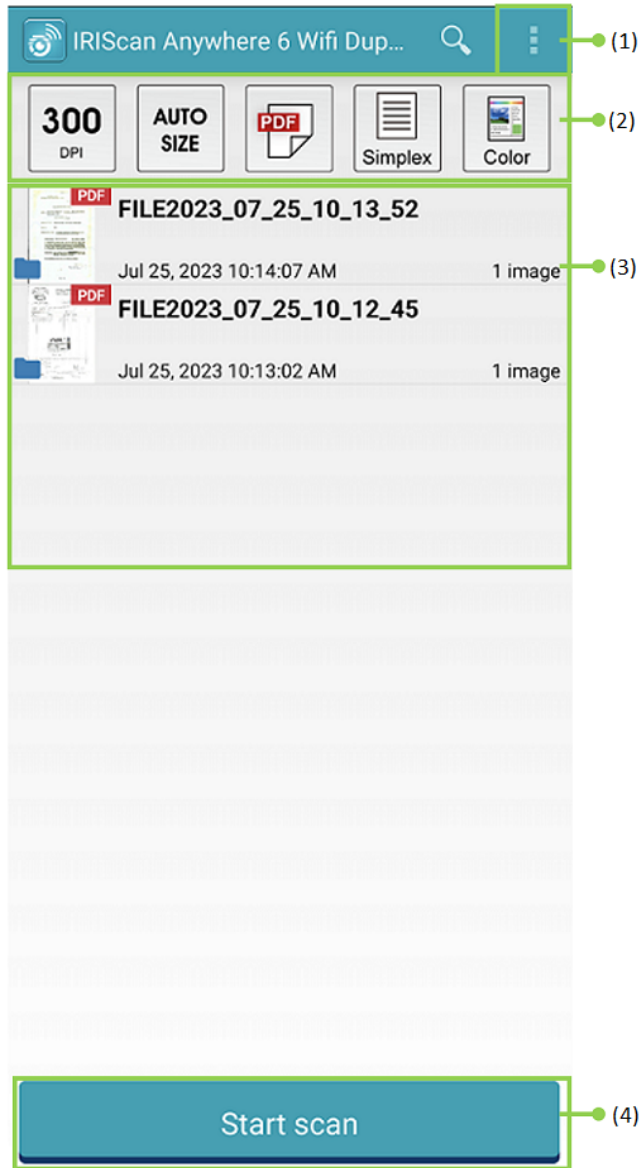 IRIScan Anywhere 6 Wifi Dup...
(1)
300
DPI
AUTO
SIZE
PDF
Simplex
Color
(2)
PDF
FILE2023_07_25_10_13_52
Jul 25, 2023 10:14:07 AM
1 image
(3)
PDF
FILE2023_07_25_10_12_45
Jul 25, 2023 10:13:02 AM
1 image
Start scan
(4)